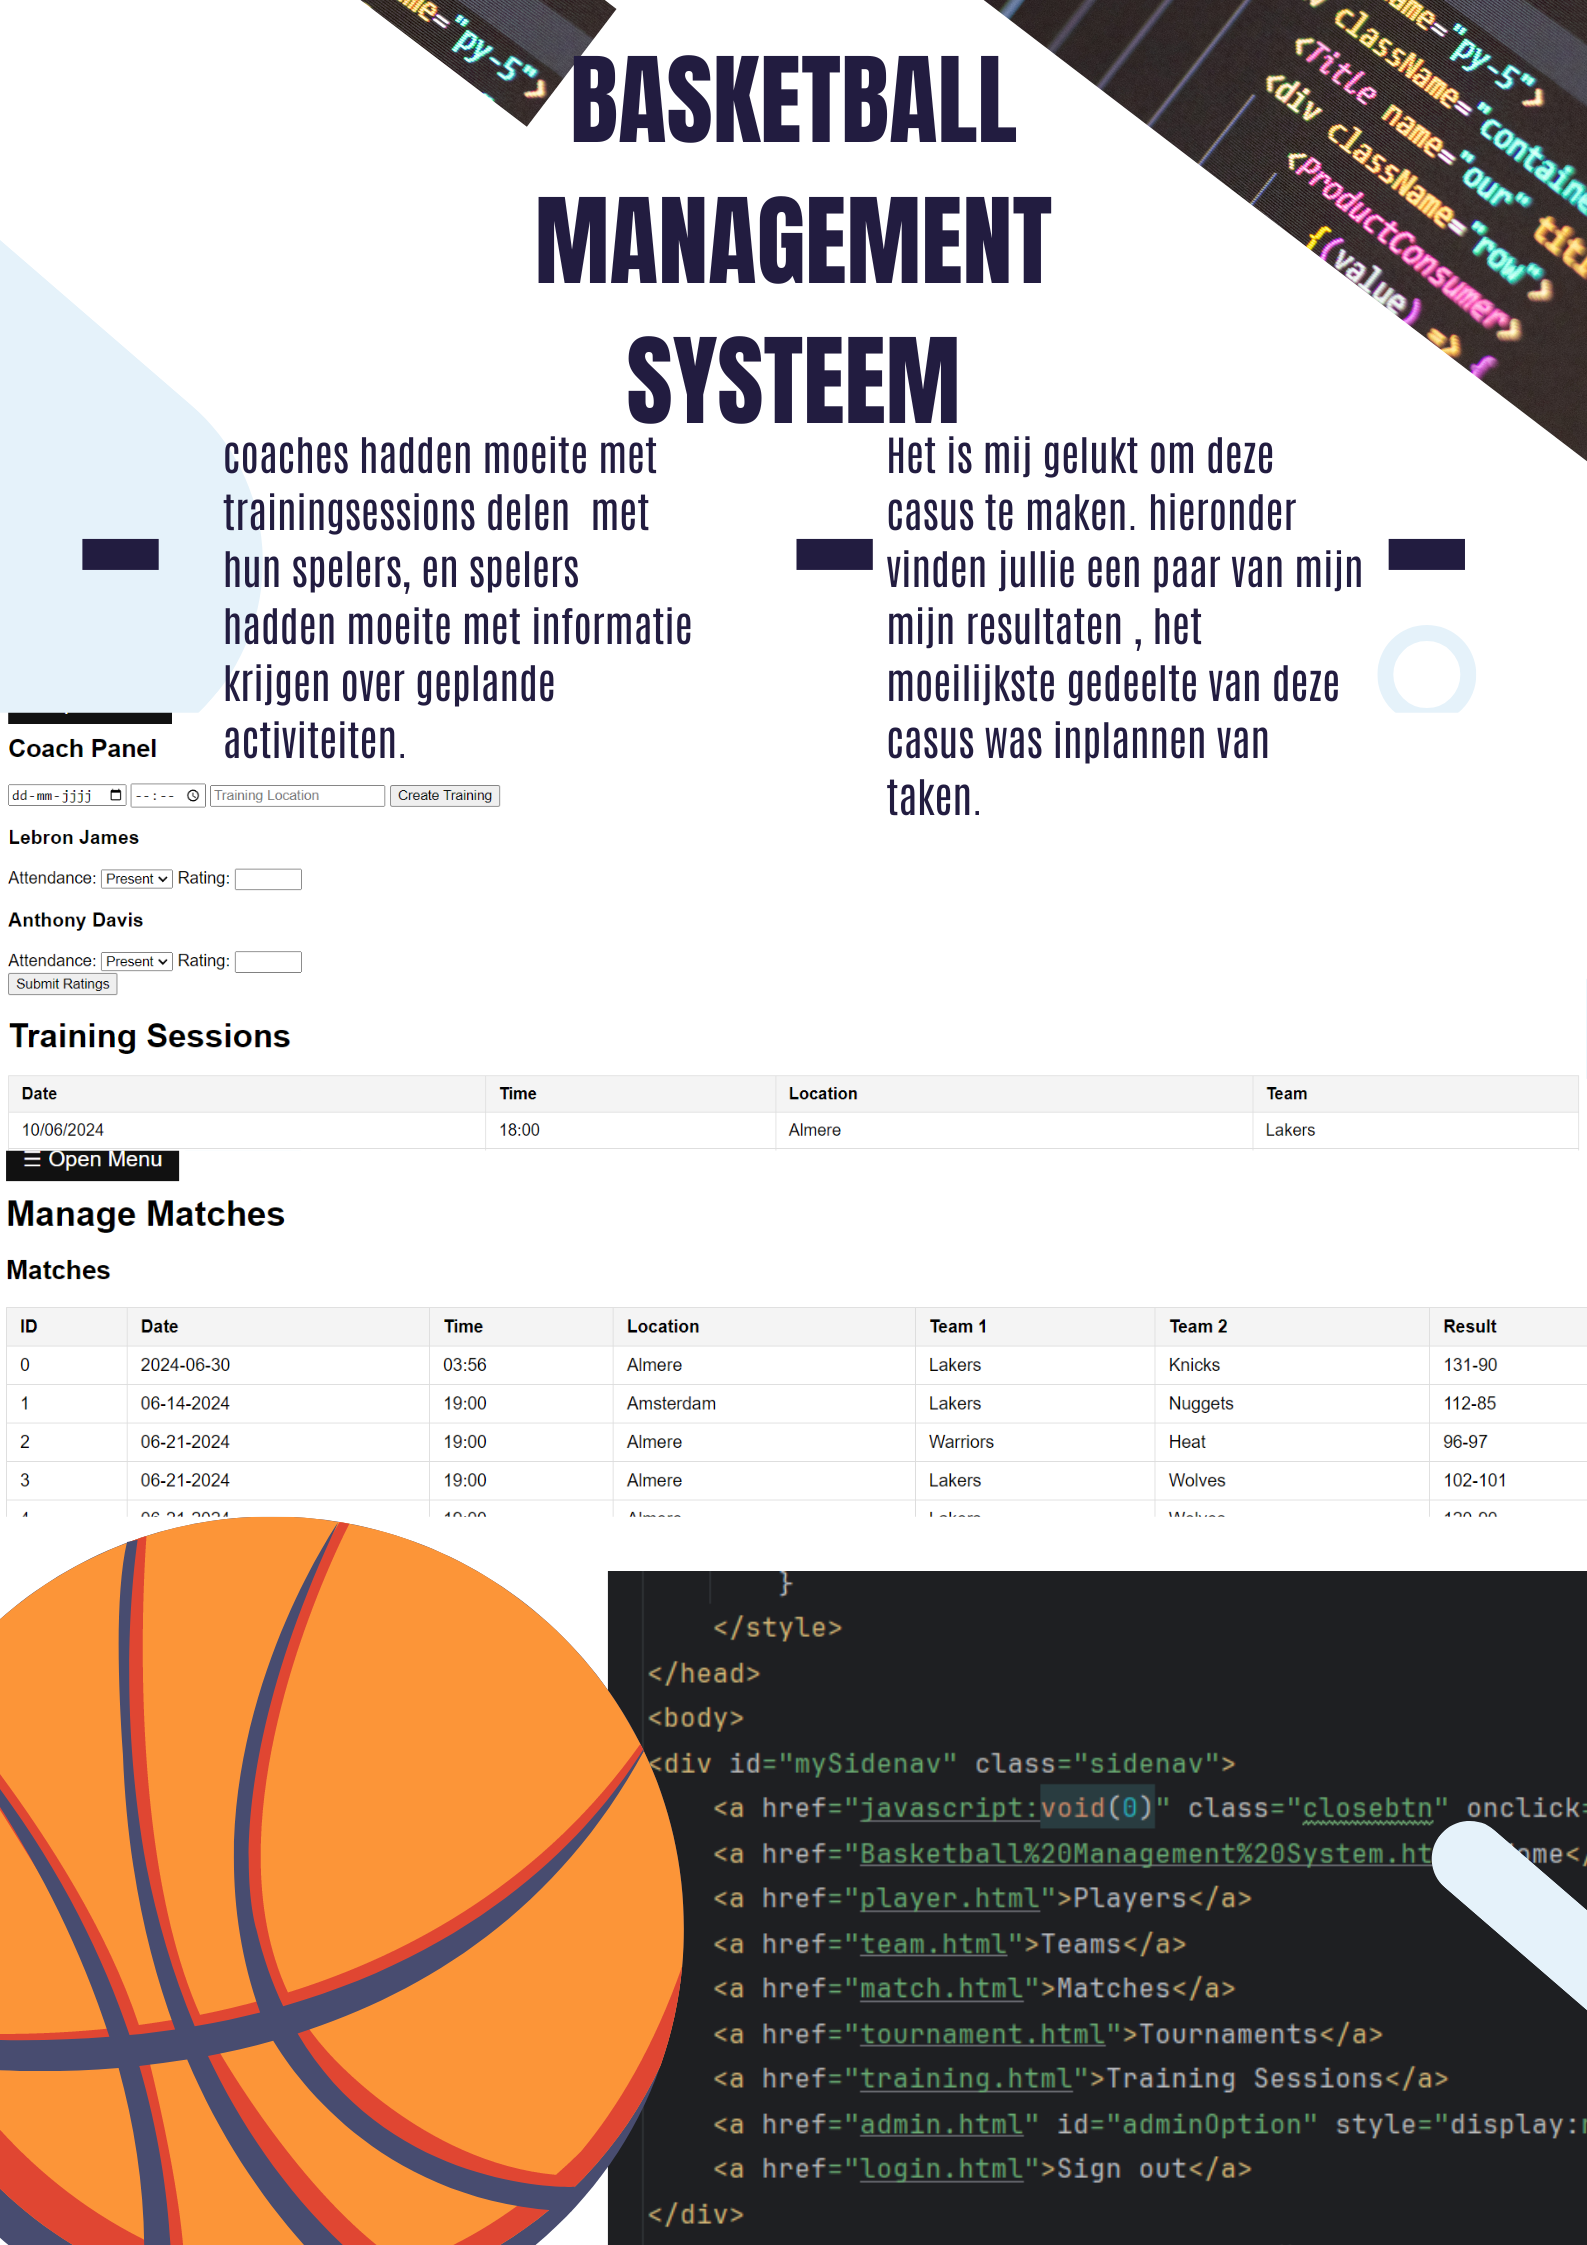 me="py-5">
className="py-5">
className="container
<Title name="our" tit
<div className="row">
<ProductConsumer>
{(value) => {
BASKETBALL
MANAGEMENT
SYSTEEM
coaches hadden moeite met
trainingsessions delen  met
hun spelers, en spelers
hadden moeite met informatie
krijgen over geplande
activiteiten.
Het is mij gelukt om deze
casus te maken. hieronder
vinden jullie een paar van mijn
mijn resultaten , het
moeilijkste gedeelte van deze
casus was inplannen van
taken.
Coach Panel
dd-mm-jjjj --:-- Training Location Create Training
Lebron James
Attendance: Present Rating:
Anthony Davis
Attendance: Present Rating:
Submit Ratings
Training Sessions
Date Time Location Team
10/06/2024 18:00 Almere Lakers
☰ Open Menu
Manage Matches
Matches
ID Date Time Location Team 1 Team 2 Result
0 2024-06-30 03:56 Almere Lakers Knicks 131-90
1 06-14-2024 19:00 Amsterdam Lakers Nuggets 112-85
2 06-21-2024 19:00 Almere Warriors Heat 96-97
3 06-21-2024 19:00 Almere Lakers Wolves 102-101
}
</style>
</head>
<body>
<div id="mySidenav" class="sidenav">
<a href="javascript:void(0)" class="closebtn" onclick=
<a href="Basketball%20Management%20System.ht ome</
<a href="player.html">Players</a>
<a href="team.html">Teams</a>
<a href="match.html">Matches</a>
<a href="tournament.html">Tournaments</a>
<a href="training.html">Training Sessions</a>
<a href="admin.html" id="adminOption" style="display:n
<a href="login.html">Sign out</a>
</div>